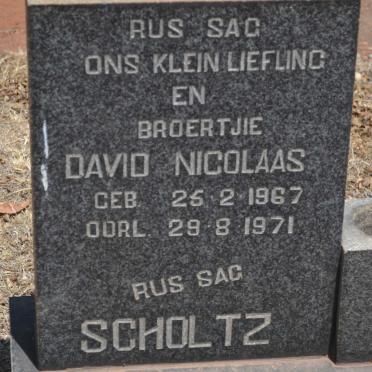 RUS SAG
ONS KLEIN LIEFLING
EN
BROERTJIE
DAVID NICOLAAS
GEB. 25-2-1967
OORL. 29-8-1971
RUS SAG
SCHOLTZ